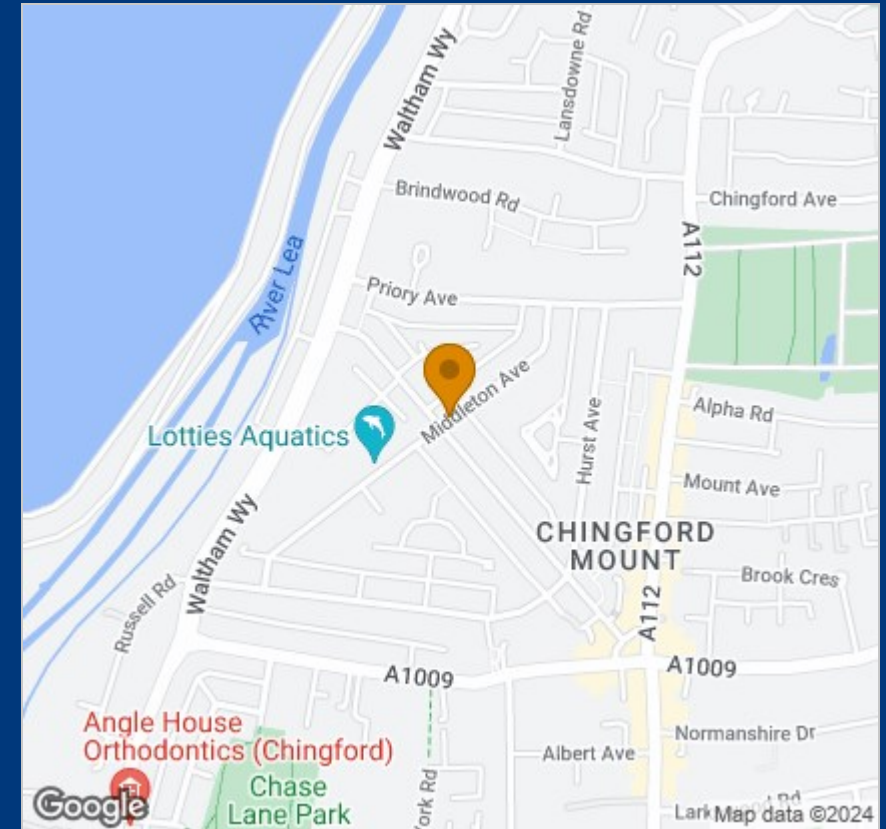 Waltham Wy
Lansdowne Rd
Brindwood Rd
Chingford Ave
A112
River Lea
Priory Ave
Middleton Ave
Lotties Aquatics
Hurst Ave
Alpha Rd
Mount Ave
CHINGFORD
MOUNT
Waltham Wy
Brook Cres
Russell Rd
A112
A1009
A1009
Angle House
Orthodontics (Chingford)
Normanshire Dr
Albert Ave
Chase
Lane Park
ork Rd
Google
Map data ©2024